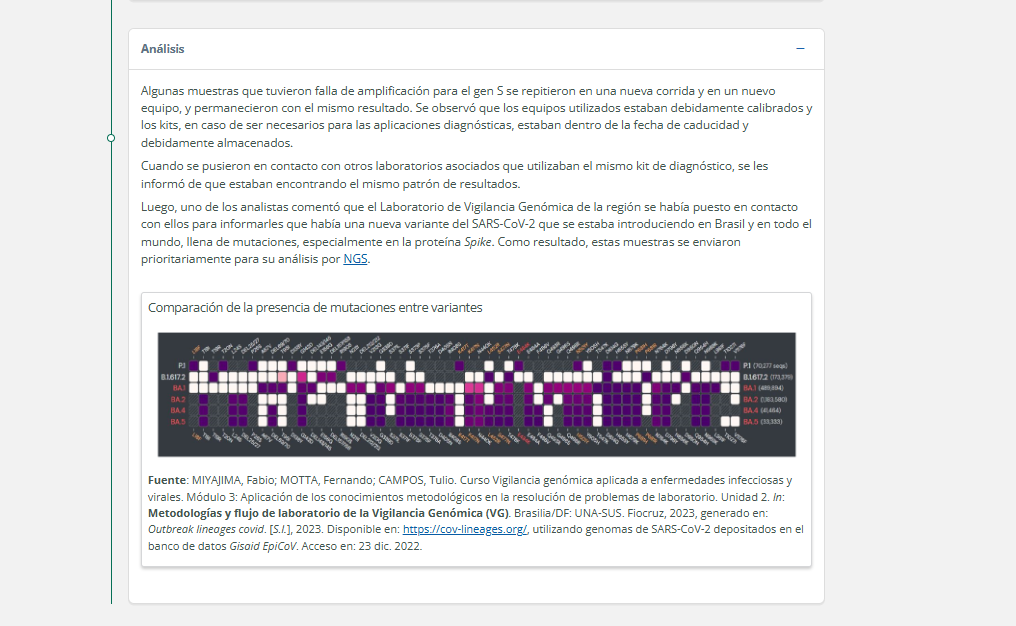 Análisis
Algunas muestras que tuvieron falla de amplificación para el gen S se repitieron en una nueva corrida y en un nuevo
equipo, y permanecieron con el mismo resultado. Se observó que los equipos utilizados estaban debidamente calibrados y
los kits, en caso de ser necesarios para las aplicaciones diagnósticas, estaban dentro de la fecha de caducidad y
debidamente almacenados.
Cuando se pusieron en contacto con otros laboratorios asociados que utilizaban el mismo kit de diagnóstico, se les
informó de que estaban encontrando el mismo patrón de resultados.
Luego, uno de los analistas comentó que el Laboratorio de Vigilancia Genómica de la región se había puesto en contacto
con ellos para informarles que había una nueva variante del SARS-CoV-2 que se estaba introduciendo en Brasil y en todo el
mundo, llena de mutaciones, especialmente en la proteína Spike. Como resultado, estas muestras se enviaron
prioritariamente para su análisis por NGS.
Comparación de la presencia de mutaciones entre variantes
P.1 P.1
B.1.617.2 B.1.617.2
BA.1 BA.1
BA.2 BA.2
BA.4 BA.4
BA.5 BA.5
Fuente: MIYAJIMA, Fabio; MOTTA, Fernando; CAMPOS, Tulio. Curso Vigilancia genómica aplicada a enfermedades infecciosas y
virales. Módulo 3: Aplicación de los conocimientos metodológicos en la resolución de problemas de laboratorio. Unidad 2. In:
Metodologías y flujo de laboratorio de la Vigilancia Genómica (VG). Brasilia/DF: UNA-SUS. Fiocruz, 2023, generado en:
Outbreak lineages covid. [S.l.], 2023. Disponible en: https://cov-lineages.org/, utilizando genomas de SARS-CoV-2 depositados en el
banco de datos Gisaid EpiCoV. Acceso en: 23 dic. 2022.